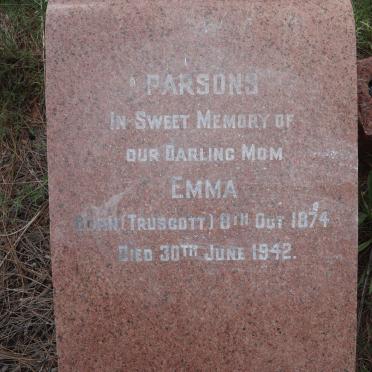 PARSONS
IN SWEET MEMORY OF
OUR DARLING MOM
EMMA
BORN (TRUSCOTT) 8TH OCT 1874
DIED 30TH JUNE 1942.